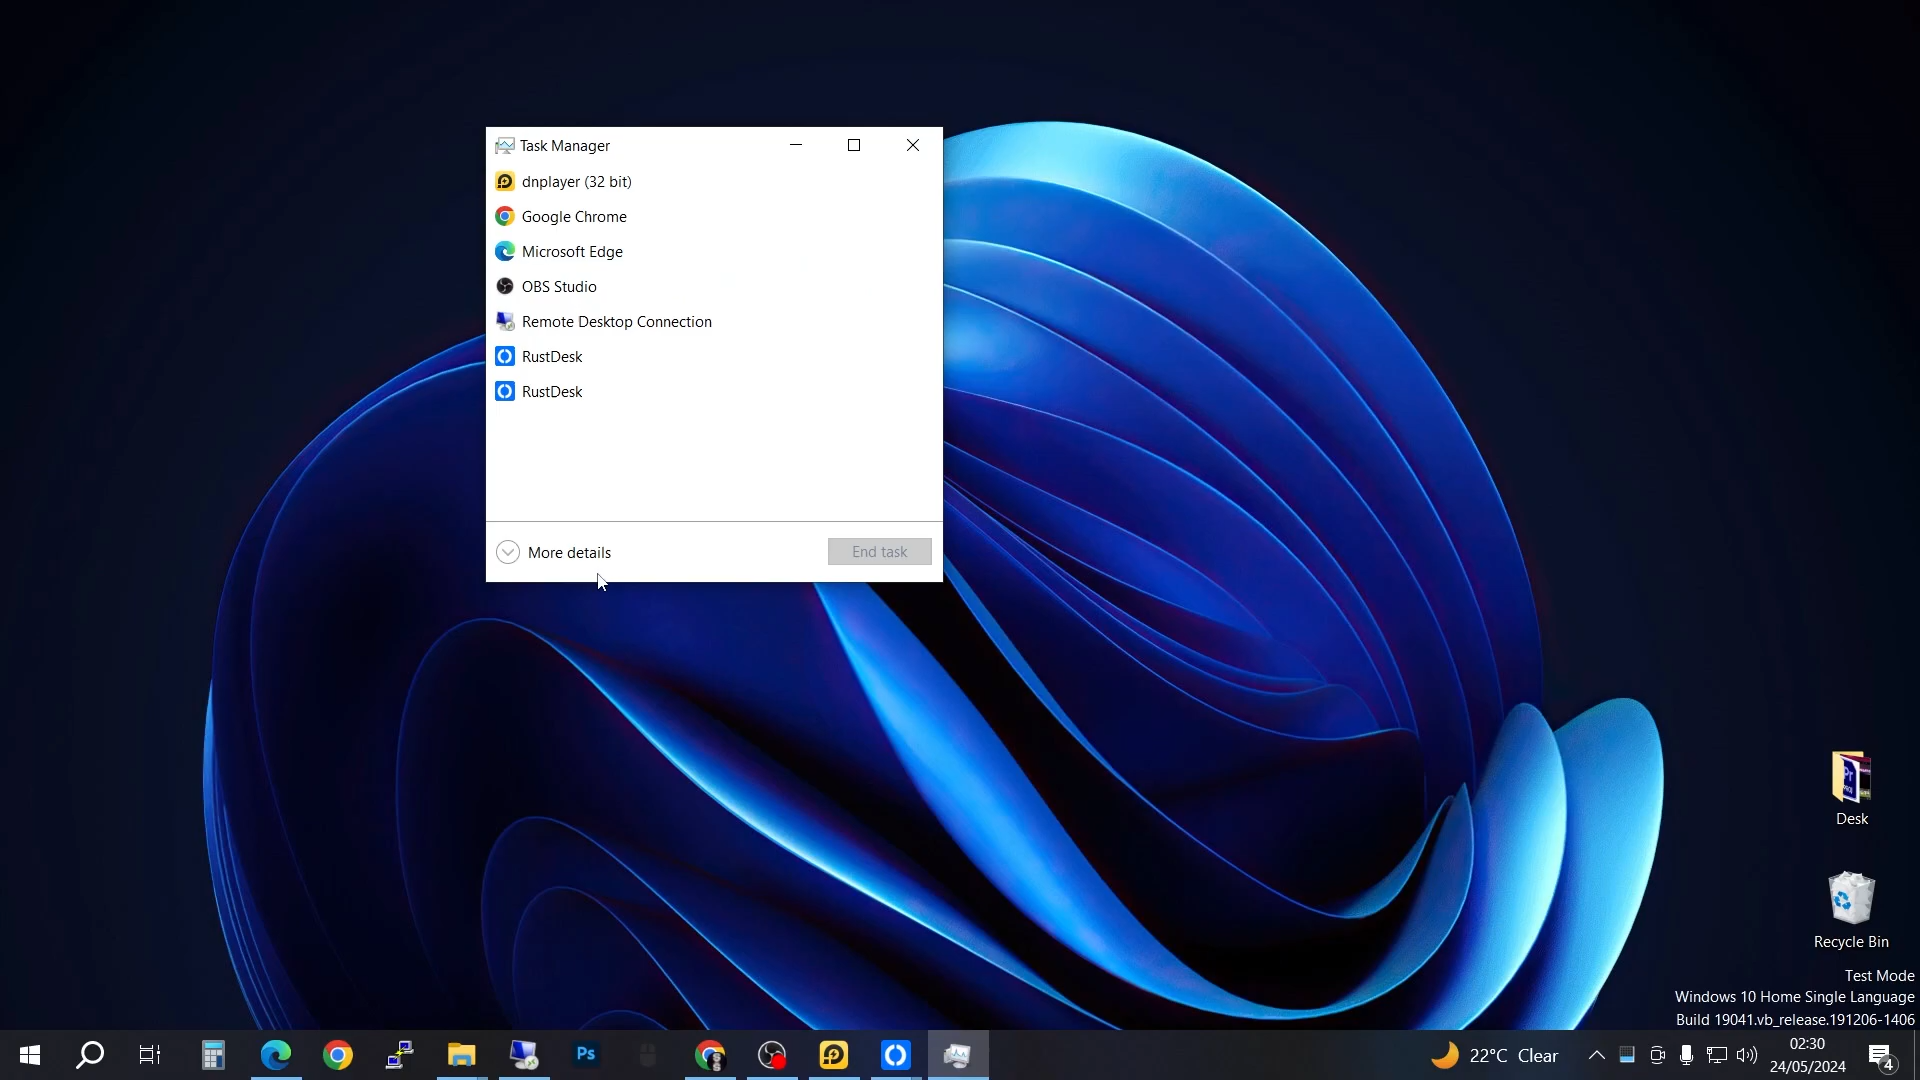 Task Manager
dnplayer (32 bit)
Google Chrome
Microsoft Edge
OBS Studio
Remote Desktop Connection
RustDesk
RustDesk
More details
End task
Desk
Recycle Bin
Test Mode
Windows 10 Home Single Language
Build 19041.vb_release.191206-1406
Ps
22°C Clear
02:30
24/05/2024
4